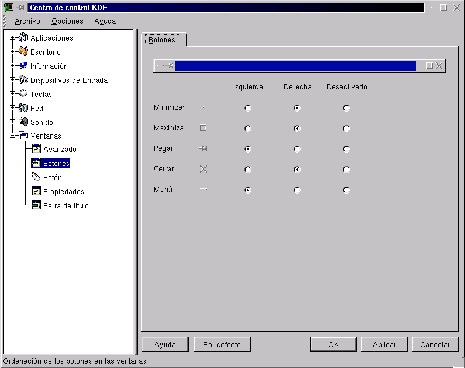 Centro de control KDE
Archivo Opciones Ayuda
Aplicaciones
Escritorio
Información
Dispositivos de Entrada
Teclas
Red
Sonido
Ventanas
Avanzado
Botones
Ratón
Propiedades
Barra de título
Botones
Izquierda Derecha Desactivado
Minimizar
Maximizar
Pegar
Cerrar
Menú
Ayuda Por defecto OK Aplicar Cancelar
Ordenación de los botones en las ventanas